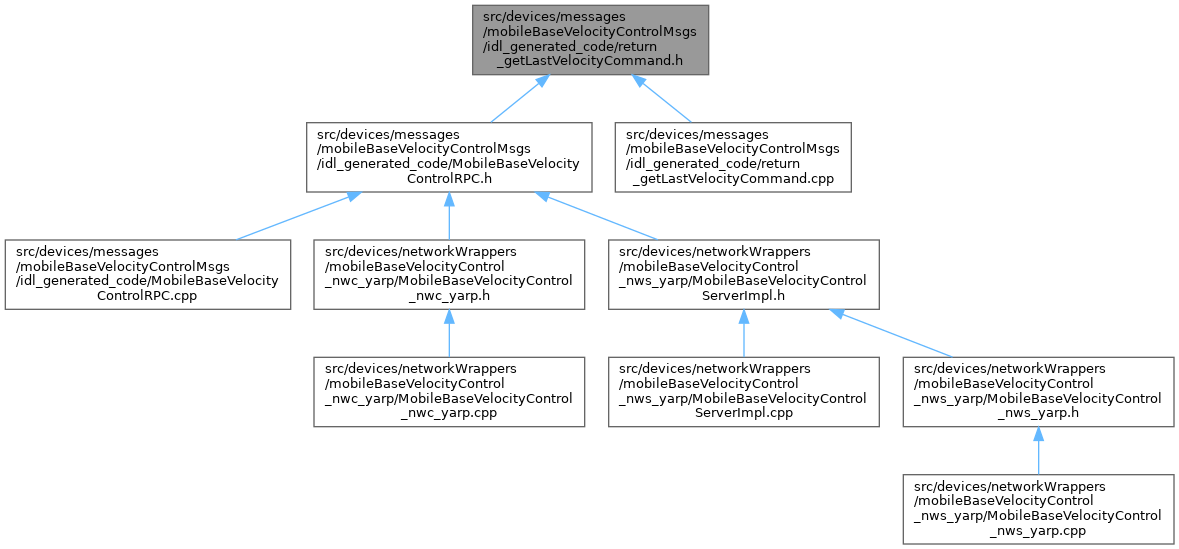 src/devices/messages
/mobileBaseVelocityControlMsgs
/idl_generated_code/return
_getLastVelocityCommand.h
src/devices/messages
/mobileBaseVelocityControlMsgs
/idl_generated_code/MobileBaseVelocity
ControlRPC.h
src/devices/messages
/mobileBaseVelocityControlMsgs
/idl_generated_code/return
_getLastVelocityCommand.cpp
src/devices/messages
/mobileBaseVelocityControlMsgs
/idl_generated_code/MobileBaseVelocity
ControlRPC.cpp
src/devices/networkWrappers
/mobileBaseVelocityControl
_nwc_yarp/MobileBaseVelocityControl
_nwc_yarp.h
src/devices/networkWrappers
/mobileBaseVelocityControl
_nws_yarp/MobileBaseVelocityControl
ServerImpl.h
src/devices/networkWrappers
/mobileBaseVelocityControl
_nwc_yarp/MobileBaseVelocityControl
_nwc_yarp.cpp
src/devices/networkWrappers
/mobileBaseVelocityControl
_nws_yarp/MobileBaseVelocityControl
ServerImpl.cpp
src/devices/networkWrappers
/mobileBaseVelocityControl
_nws_yarp/MobileBaseVelocityControl
_nws_yarp.h
src/devices/networkWrappers
/mobileBaseVelocityControl
_nws_yarp/MobileBaseVelocityControl
_nws_yarp.cpp